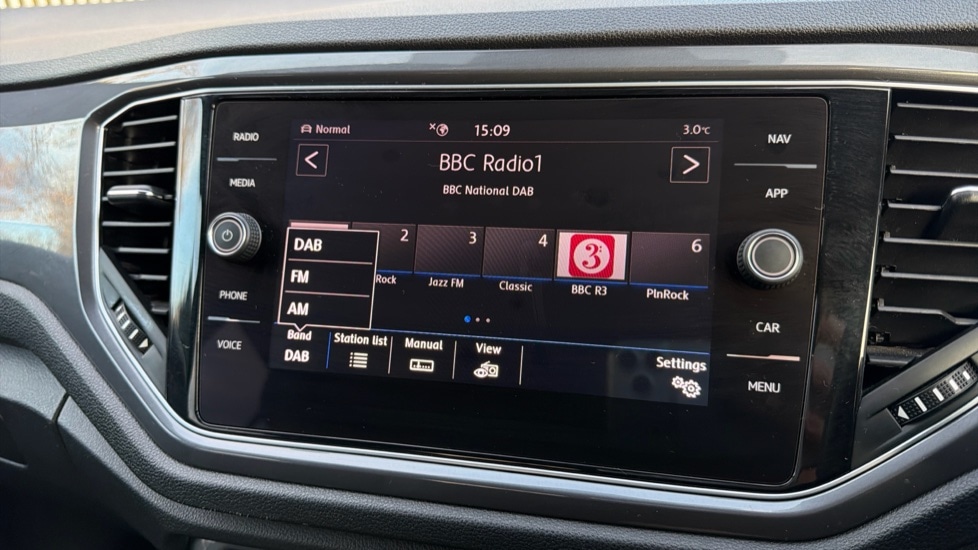 RADIO
MEDIA
PHONE
VOICE
Normal 15:09 3.0°C
< BBC Radio1 >
BBC National DAB
2 3 4 3: 6
Rock Jazz FM Classic BBC R3 PlnRock
DAB
FM
AM
Band Station list Manual View Settings
DAB
NAV
APP
CAR
MENU